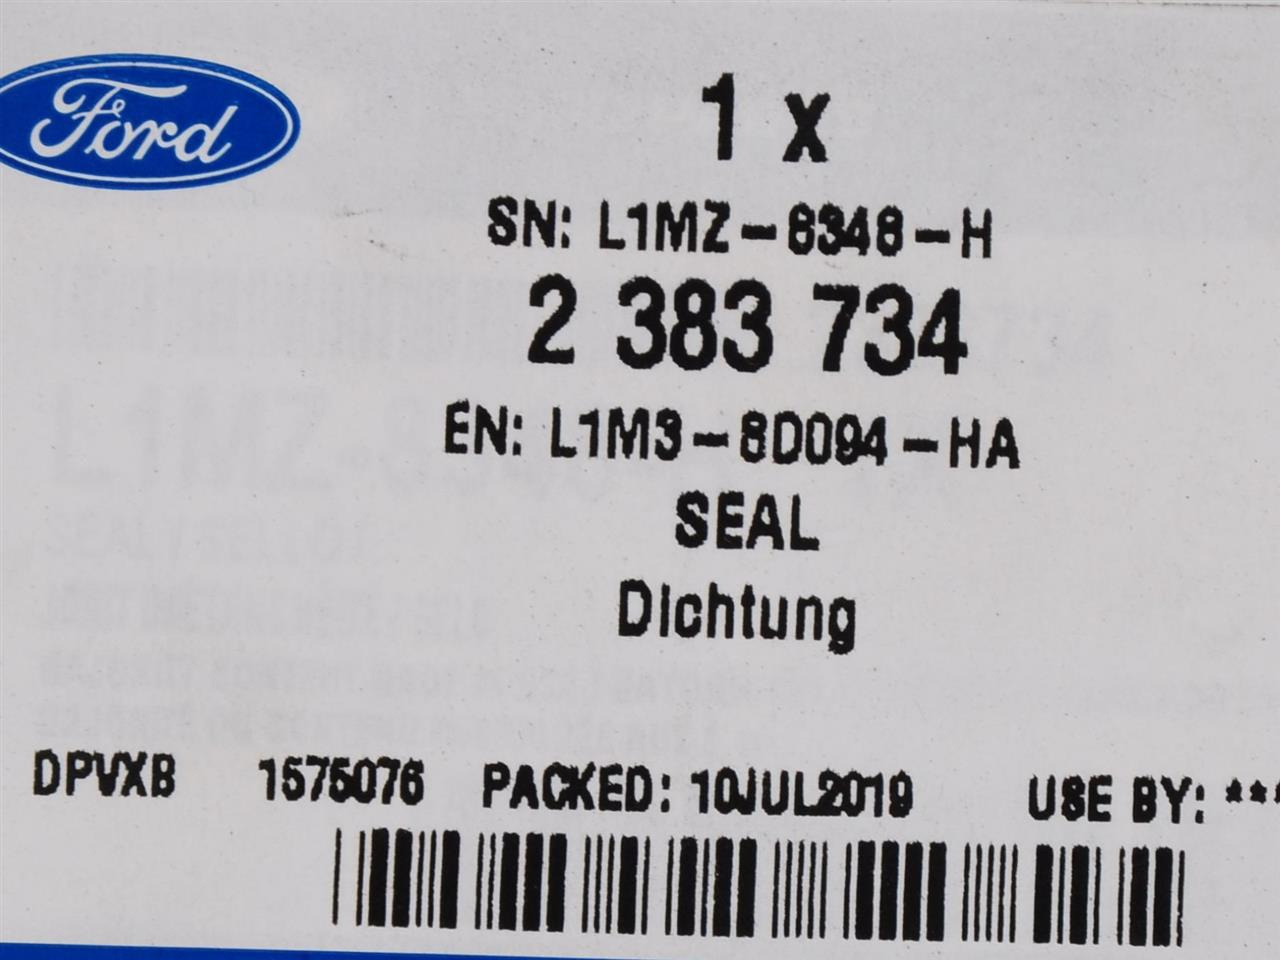 Ford
1 x
SN: L1MZ-8348-H
2 383 734
EN: L1M3-8D094-HA
SEAL
Dichtung
DPVXB 1575076 PACKED: 10JUL2019 USE BY: ***